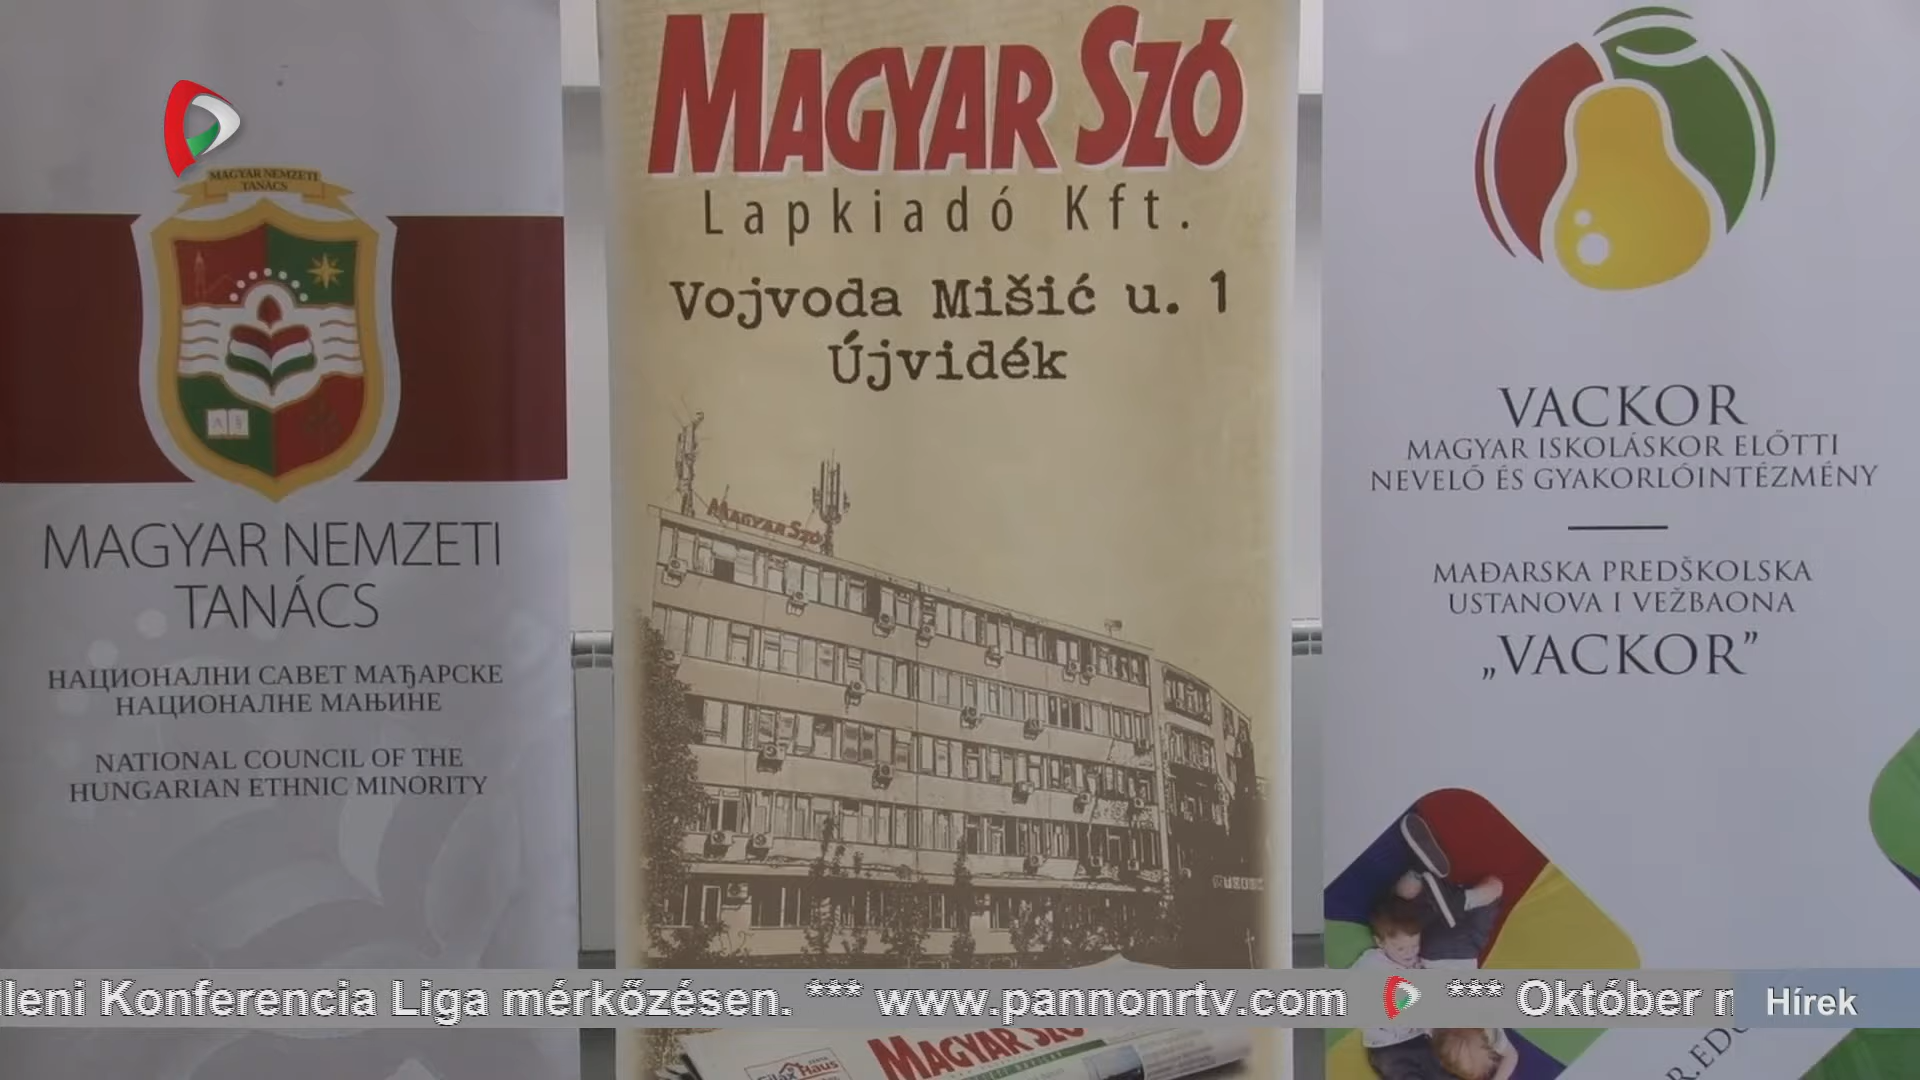 MAGYAR NEMZETI
TANÁCS
MAGYAR NEMZETI
TANÁCS
НАЦИОНАЛНИ САВЕТ МАЂАРСКЕ
НАЦИОНАЛНЕ МАЊИНЕ
NATIONAL COUNCIL OF THE
HUNGARIAN ETHNIC MINORITY
MAGYAR SZÓ
Lapkiadó Kft.
Vojvoda Mišić u. 1
Újvidék
MAGYAR SZÓ
VACKOR
MAGYAR ISKOLÁSKOR ELŐTTI
NEVELŐ ÉS GYAKORLÓINTÉZMÉNY
MAĐARSKA PREDŠKOLSKA
USTANOVA I VEŽBAONA
„VACKOR”
lleni Konferencia Liga mérkőzésen. *** www.pannonrtv.com *** Október
Hírek
MAGYAR SZÓ